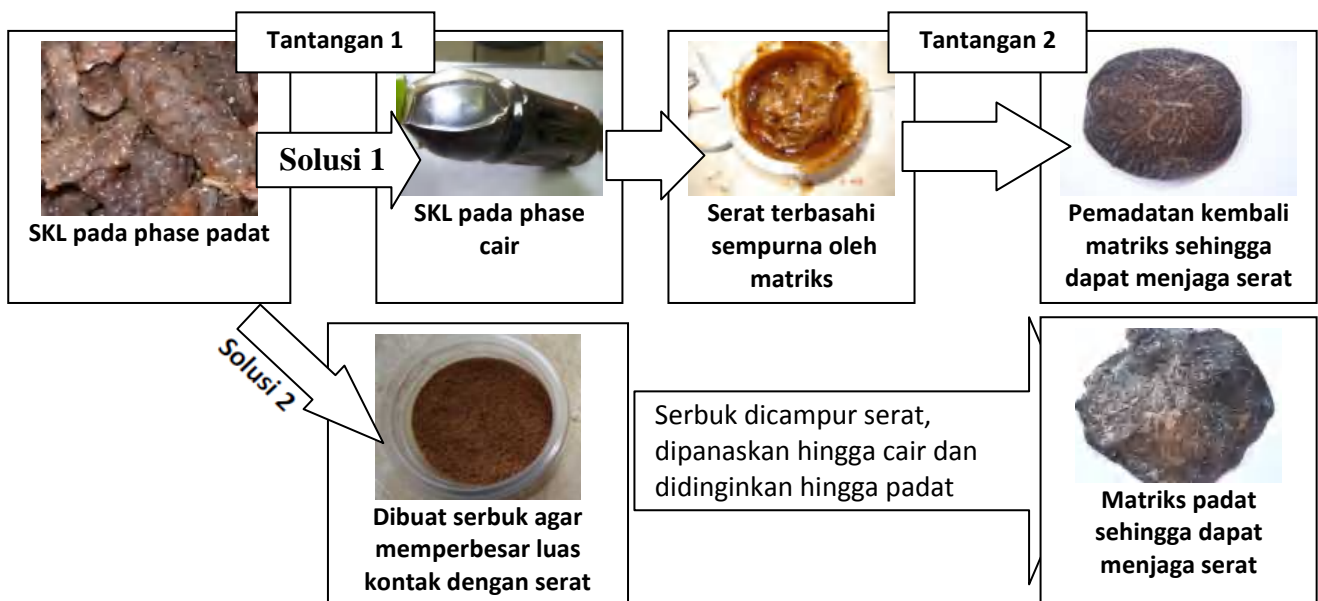 Tantangan 1
Tantangan 2
Solusi 1
SKL pada phase padat
SKL pada phase
cair
Serat terbasahi
sempurna oleh
matriks
Pemadatan kembali
matriks sehingga
dapat menjaga serat
Solusi 2
Dibuat serbuk agar
memperbesar luas
kontak dengan serat
Serbuk dicampur serat,
dipanaskan hingga cair dan
didinginkan hingga padat
Matriks padat
sehingga dapat
menjaga serat